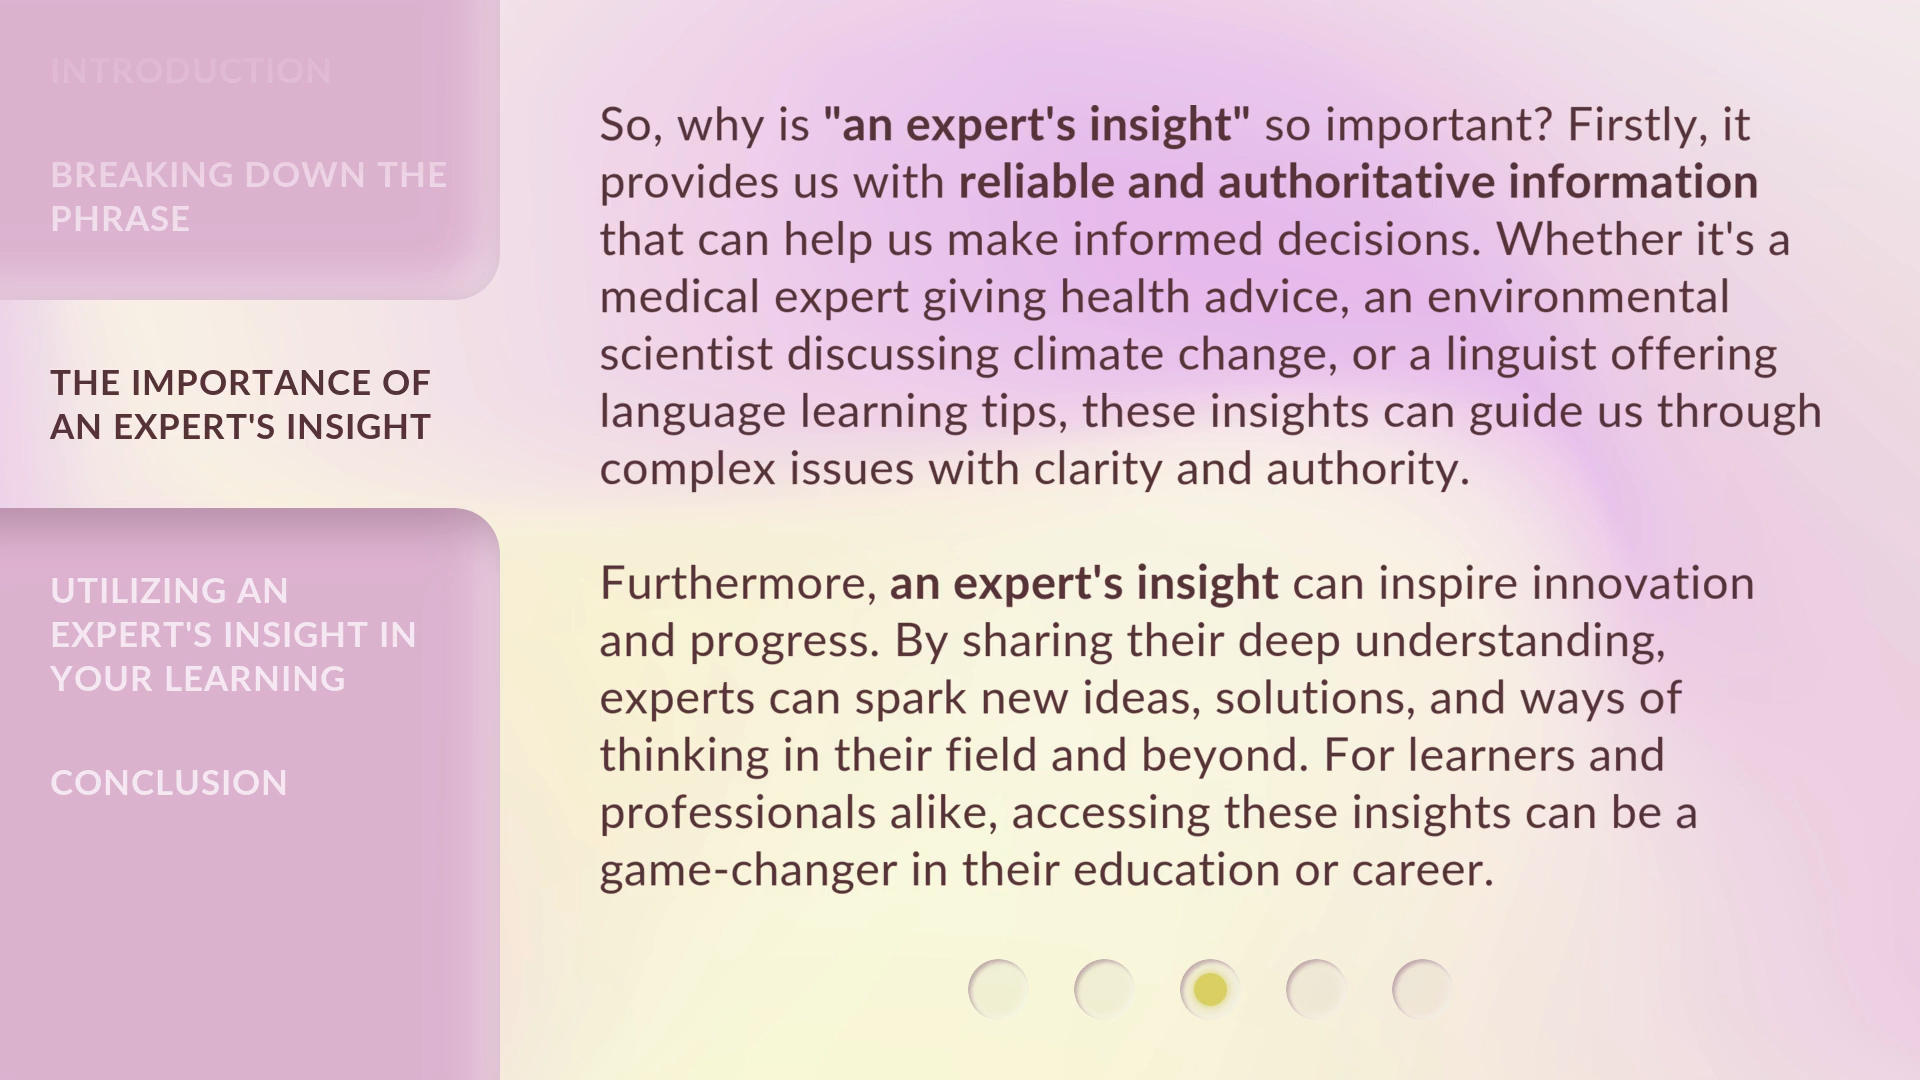 INTRODUCTION
BREAKING DOWN THE
PHRASE
THE IMPORTANCE OF
AN EXPERT'S INSIGHT
UTILIZING AN
EXPERT'S INSIGHT IN
YOUR LEARNING
CONCLUSION
So, why is "an expert's insight" so important? Firstly, it
provides us with reliable and authoritative information
that can help us make informed decisions. Whether it's a
medical expert giving health advice, an environmental
scientist discussing climate change, or a linguist offering
language learning tips, these insights can guide us through
complex issues with clarity and authority.
Furthermore, an expert's insight can inspire innovation
and progress. By sharing their deep understanding,
experts can spark new ideas, solutions, and ways of
thinking in their field and beyond. For learners and
professionals alike, accessing these insights can be a
game-changer in their education or career.